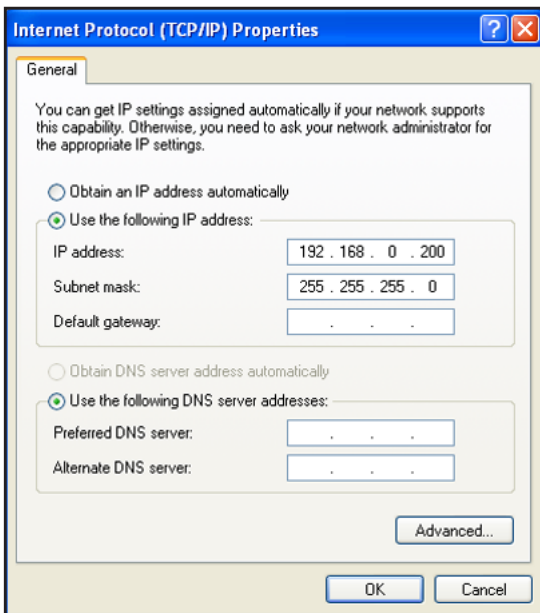 Internet Protocol (TCP/IP) Properties
General
You can get IP settings assigned automatically if your network supports
this capability. Otherwise, you need to ask your network administrator for
the appropriate IP settings.
Obtain an IP address automatically
Use the following IP address:
IP address: 192 . 168 . 0 . 200
Subnet mask: 255 . 255 . 255 . 0
Default gateway: . . .
Obtain DNS server address automatically
Use the following DNS server addresses:
Preferred DNS server: . . .
Alternate DNS server: . . .
Advanced...
OK Cancel